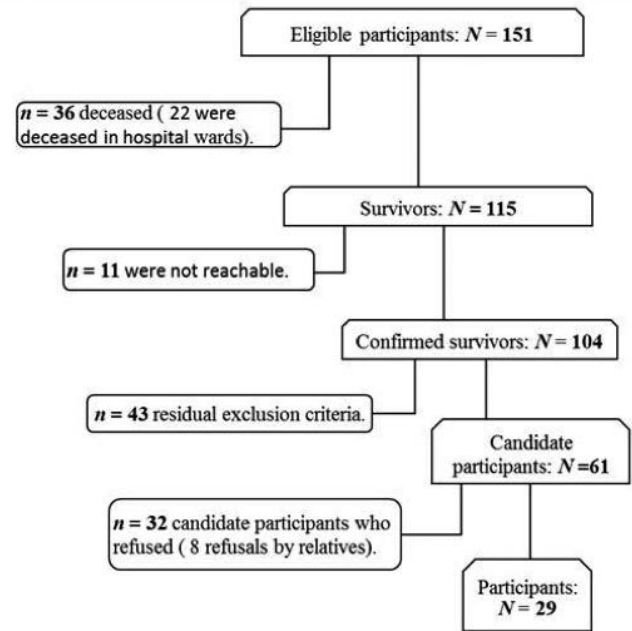 Eligible participants: N = 151
n = 36 deceased ( 22 were
deceased in hospital wards).
Survivors: N = 115
n = 11 were not reachable.
Confirmed survivors: N = 104
n = 43 residual exclusion criteria.
Candidate
participants: N =61
n = 32 candidate participants who
refused ( 8 refusals by relatives).
Participants:
N = 29